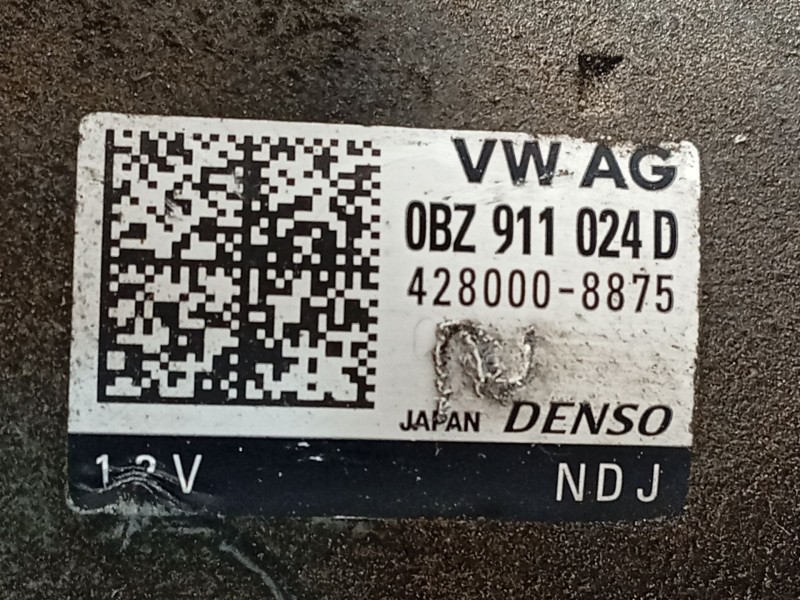 VW AG
0BZ 911 024 D
428000-8875
JAPAN DENSO
12V NDJ